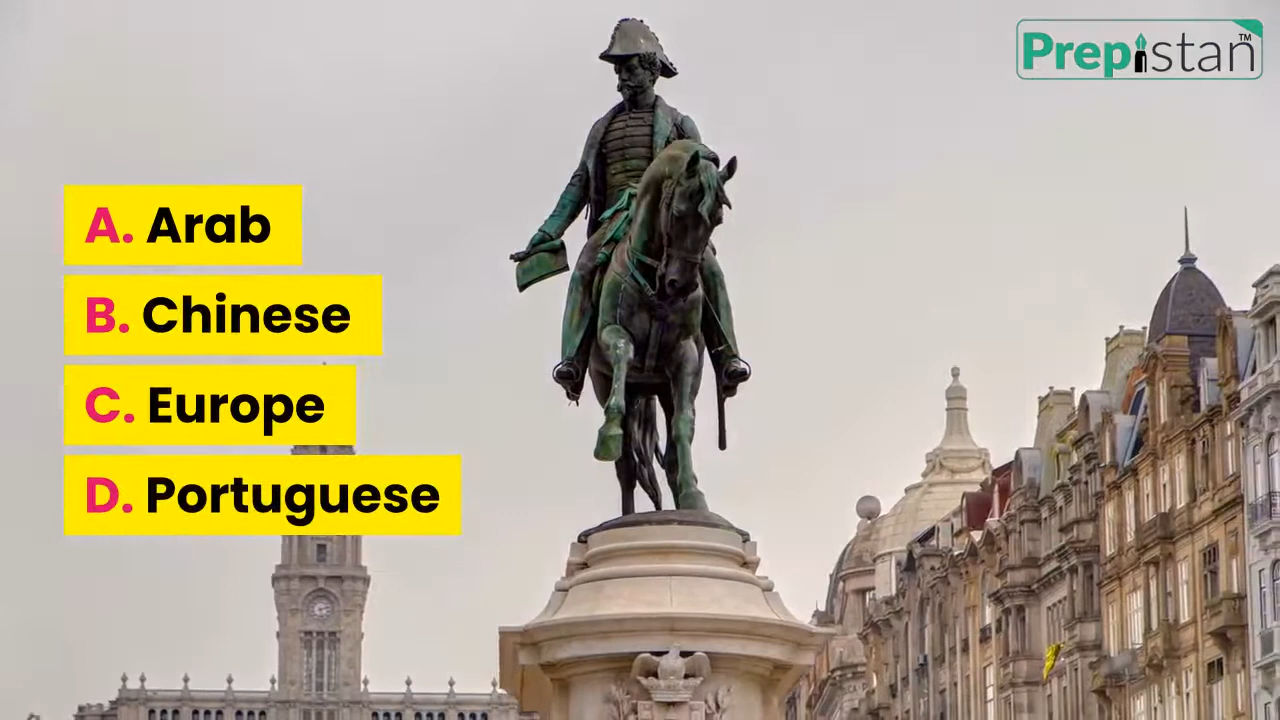 Prepistan™
A. Arab
B. Chinese
C. Europe
D. Portuguese